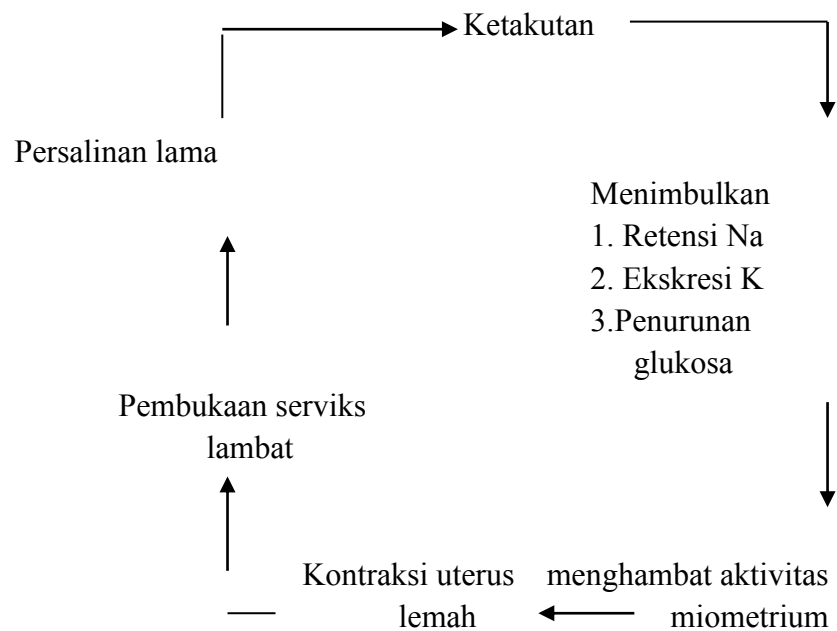 Ketakutan
Persalinan lama
Menimbulkan
1. Retensi Na
2. Ekskresi K
3.Penurunan
glukosa
Pembukaan serviks
lambat
Kontraksi uterus
lemah
menghambat aktivitas
miometrium